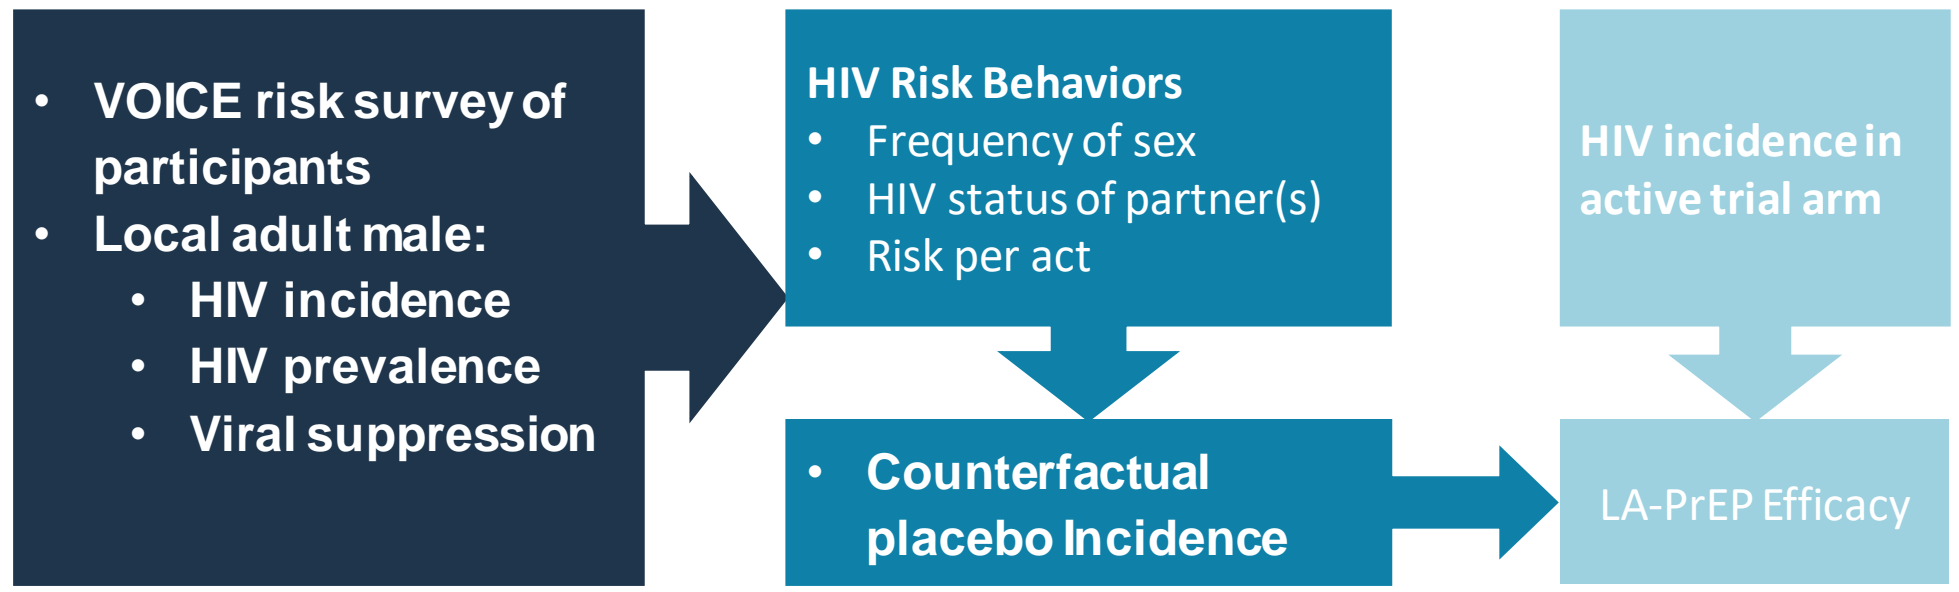 • VOICE risk survey of
participants
• Local adult male:
• HIV incidence
• HIV prevalence
• Viral suppression
HIV Risk Behaviors
• Frequency of sex
• HIV status of partner(s)
• Risk per act
• Counterfactual
placebo Incidence
HIV incidence in
active trial arm
LA-PrEP Efficacy